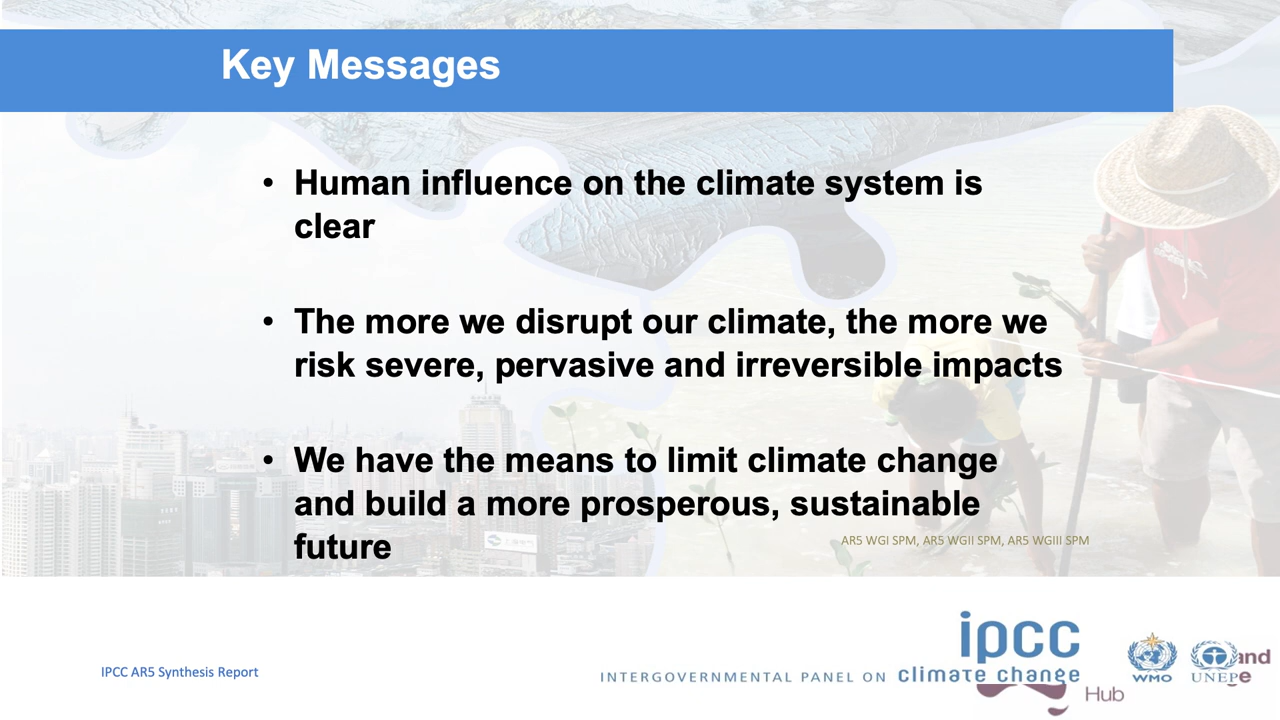 Key Messages
• Human influence on the climate system is
clear
• The more we disrupt our climate, the more we
risk severe, pervasive and irreversible impacts
• We have the means to limit climate change
and build a more prosperous, sustainable
future
AR5 WGI SPM, AR5 WGII SPM, AR5 WGIII SPM
IPCC AR5 Synthesis Report
ipcc
INTERGOVERNMENTAL PANEL ON climate change
WMO
UNEP
and
e
Hub